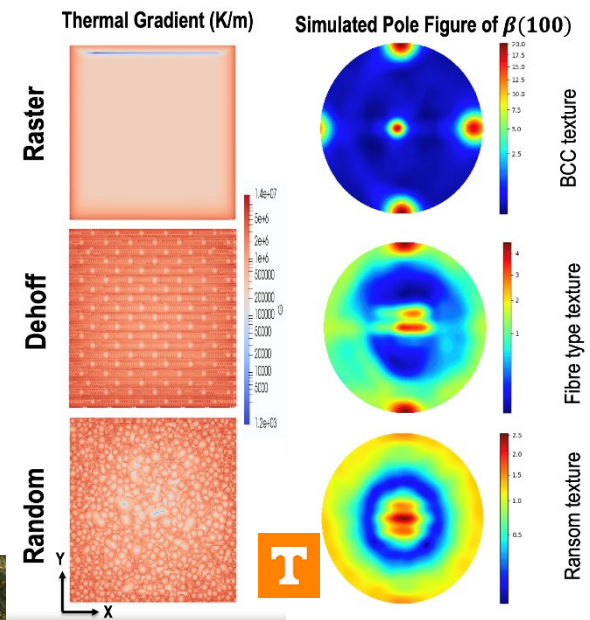 Thermal Gradient (K/m)
Simulated Pole Figure of β(100)
Raster
20.0
17.5
15.0
12.5
10.0
7.5
5.0
2.5
BCC texture
Dehoff
1.4e+07
5e+6
2e+6
1e+6
500000
200000
100000
50000
20000
10000
5000
1.2e+03
G
4
3
2
1
Fibre type texture
Random
2.5
2.0
1.5
1.0
0.5
Ransom texture
Y
X
T